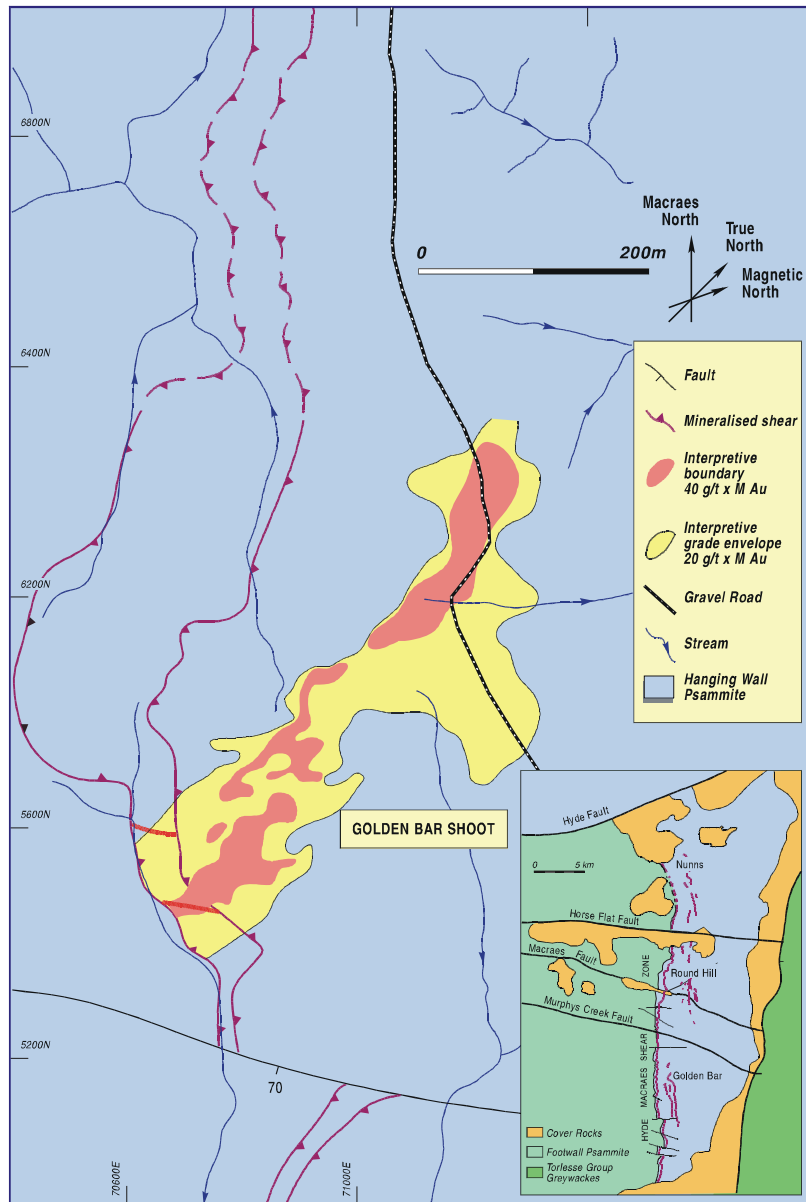 6800N
6400N
6200N
5600N
5200N
70600E
71000E
0 200m
Macraes
North
True
North
Magnetic
North
Fault
Mineralised shear
Interpretive
boundary
40 g/t x M Au
Interpretive
grade envelope
20 g/t x M Au
Gravel Road
Stream
Hanging Wall
Psammite
GOLDEN BAR SHOOT
70
Hyde Fault
0 5 km
Nunns
Horse Flat Fault
Macraes Fault
Round Hill
Murphys Creek Fault
Golden Bar
HYDE MACRAES SHEAR ZONE
Cover Rocks
Footwall Psammite
Torlesse Group
Greywackes